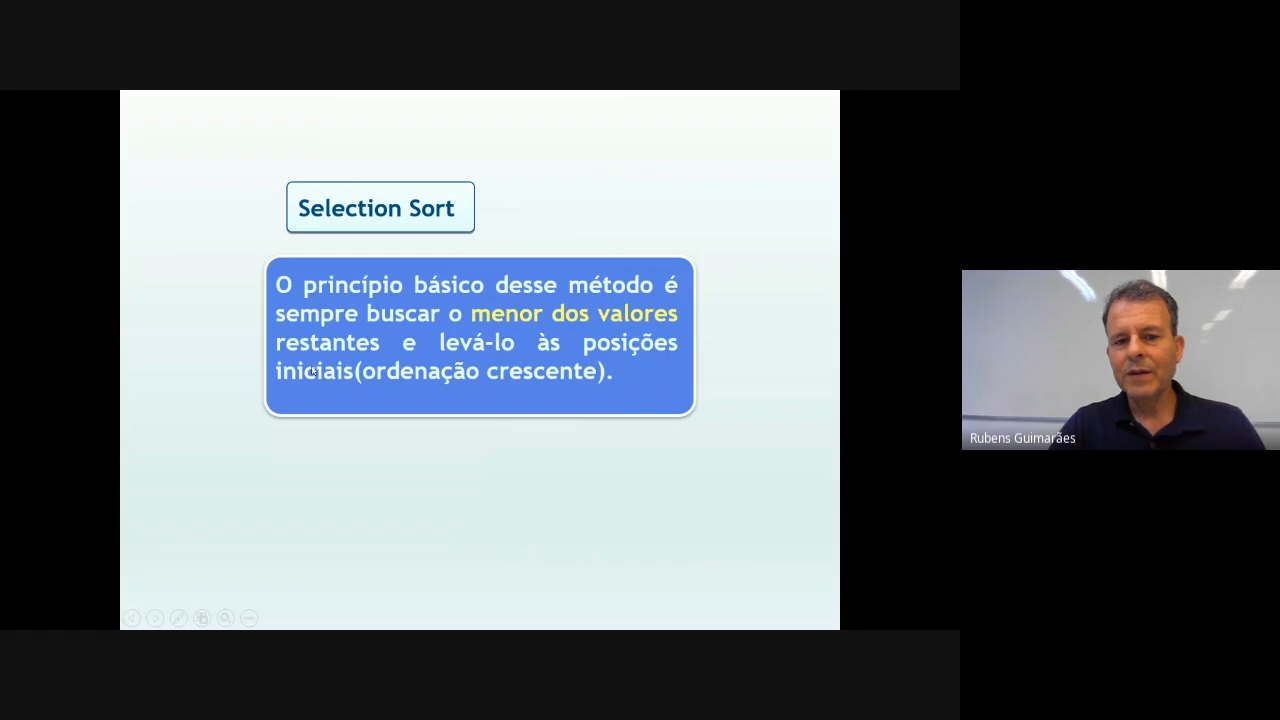 Selection Sort
O princípio básico desse método é
sempre buscar o menor dos valores
restantes e levá-lo às posições
iniciais(ordenação crescente).
Rubens Guimarães